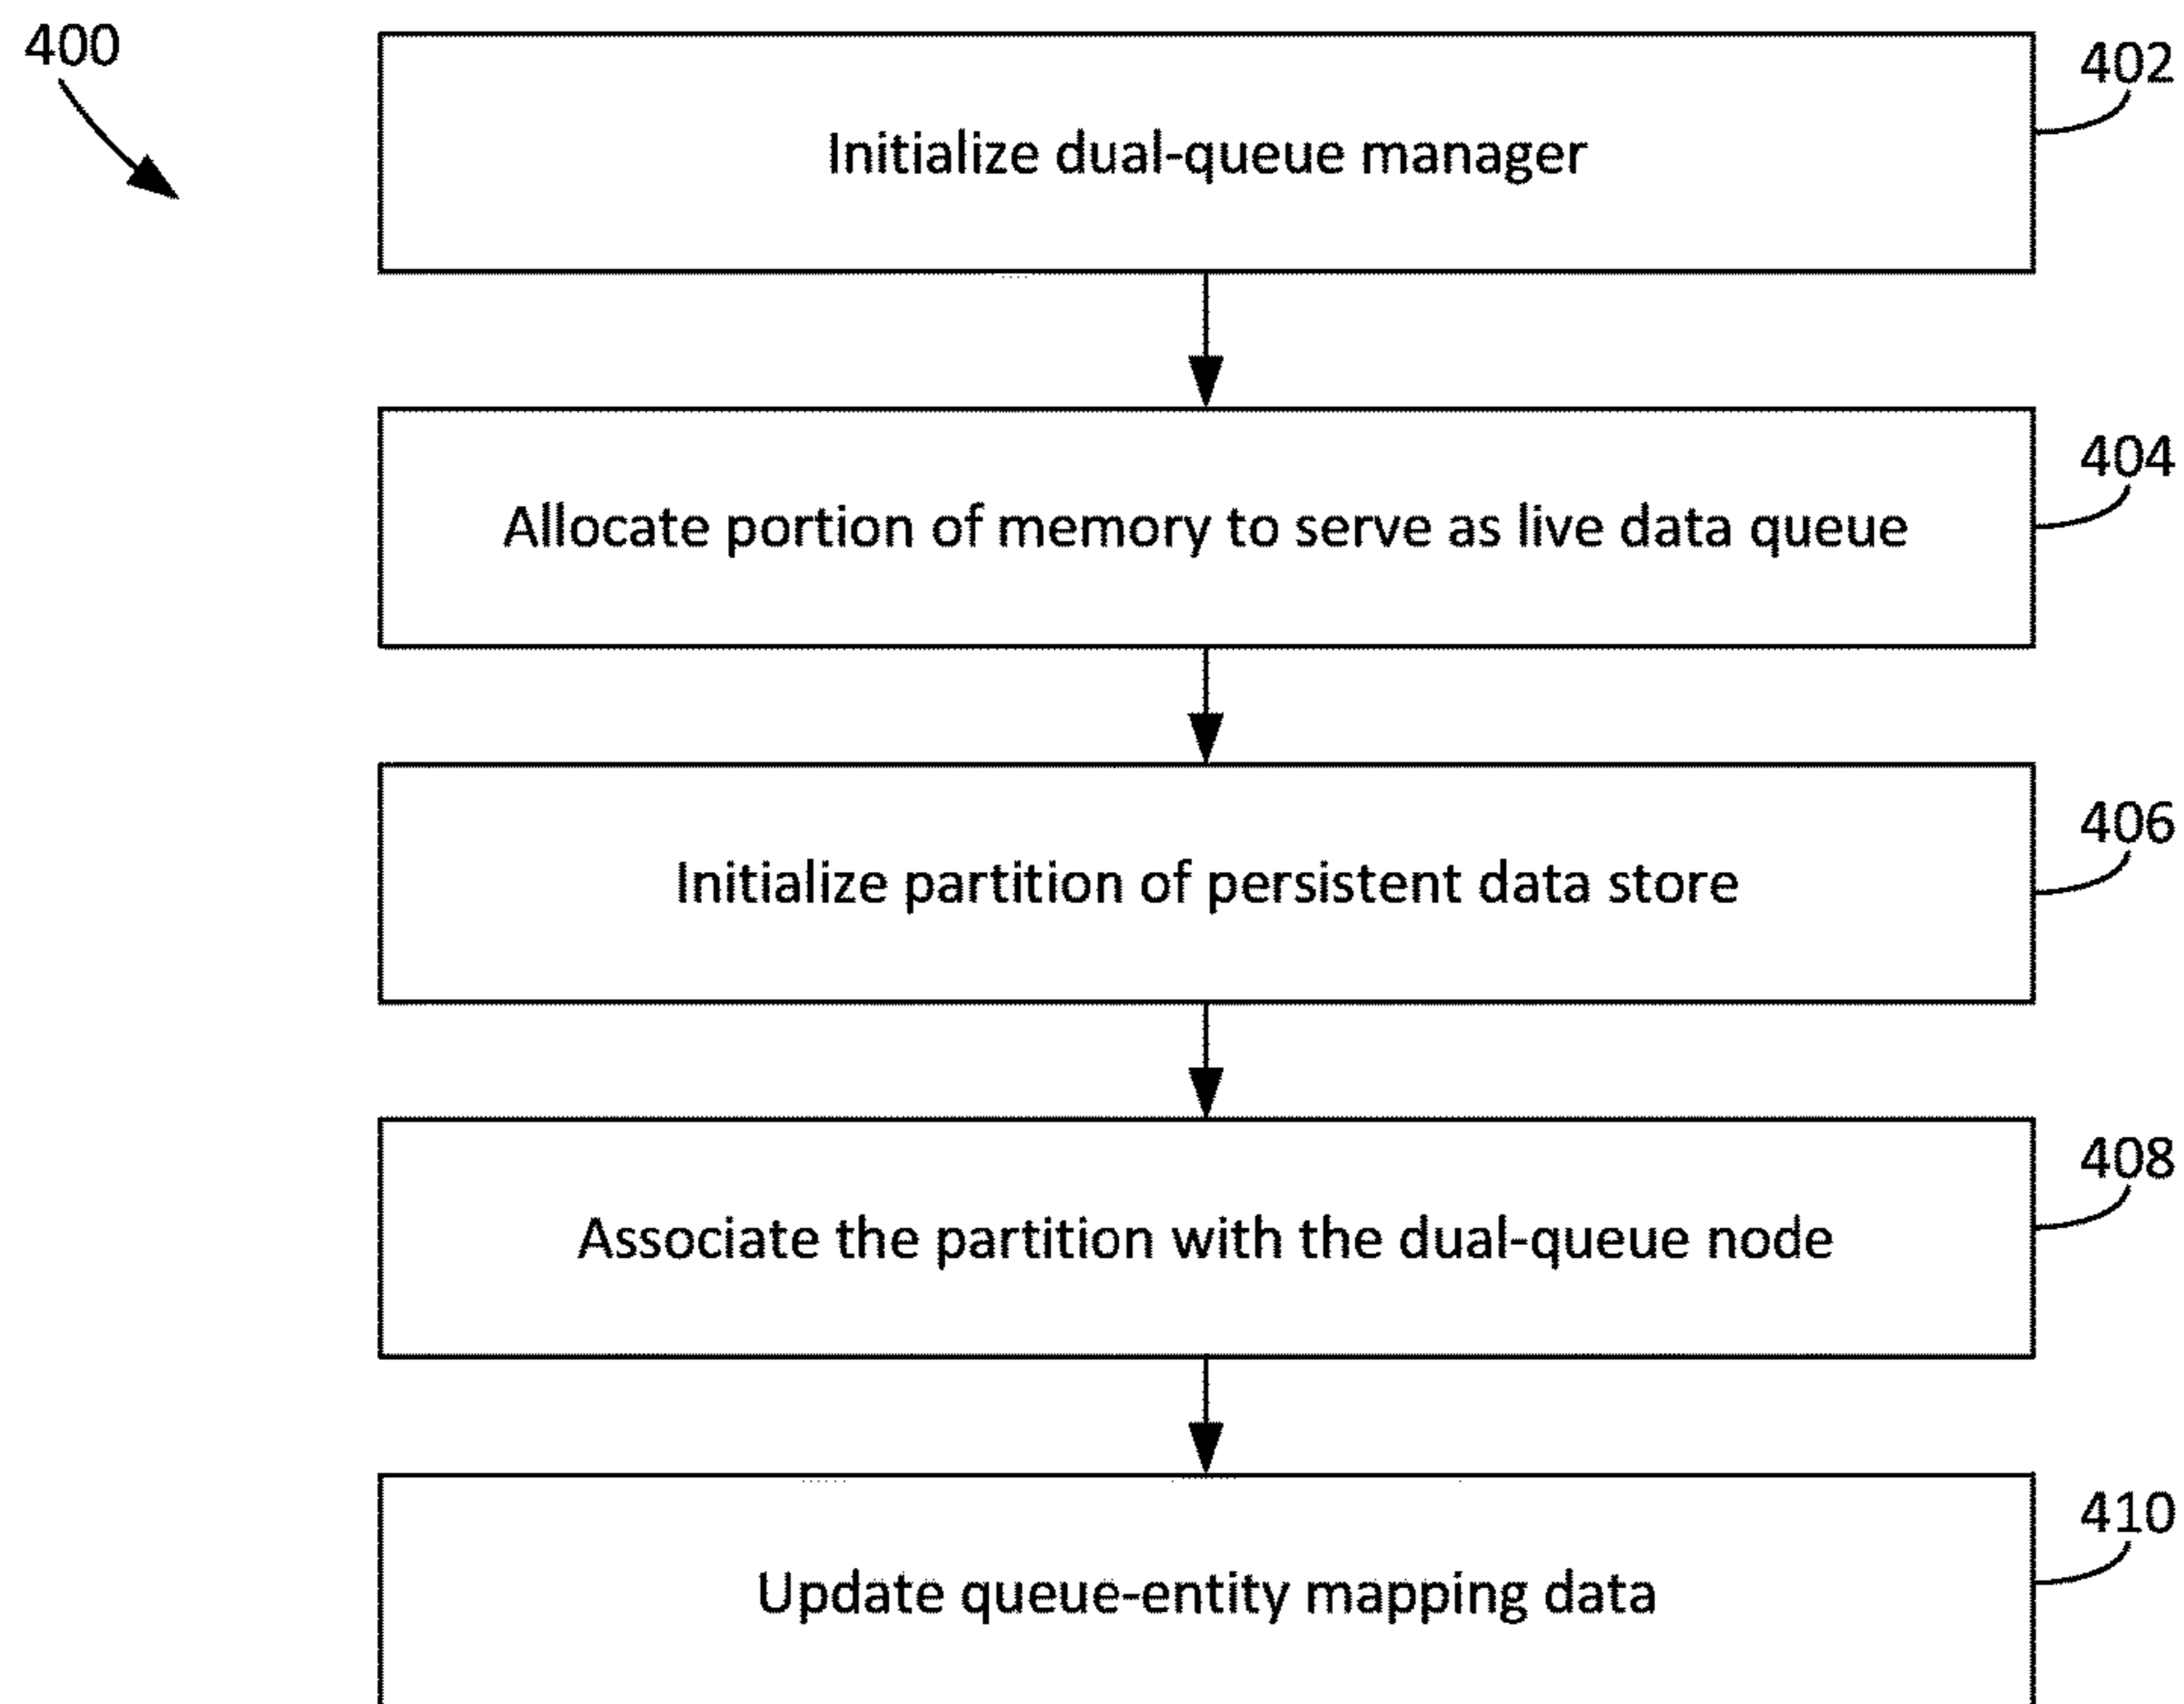 400
402
Initialize dual-queue manager
404
Allocate portion of memory to serve as live data queue
406
Initialize partition of persistent data store
408
Associate the partition with the dual-queue node
410
Update queue-entity mapping data